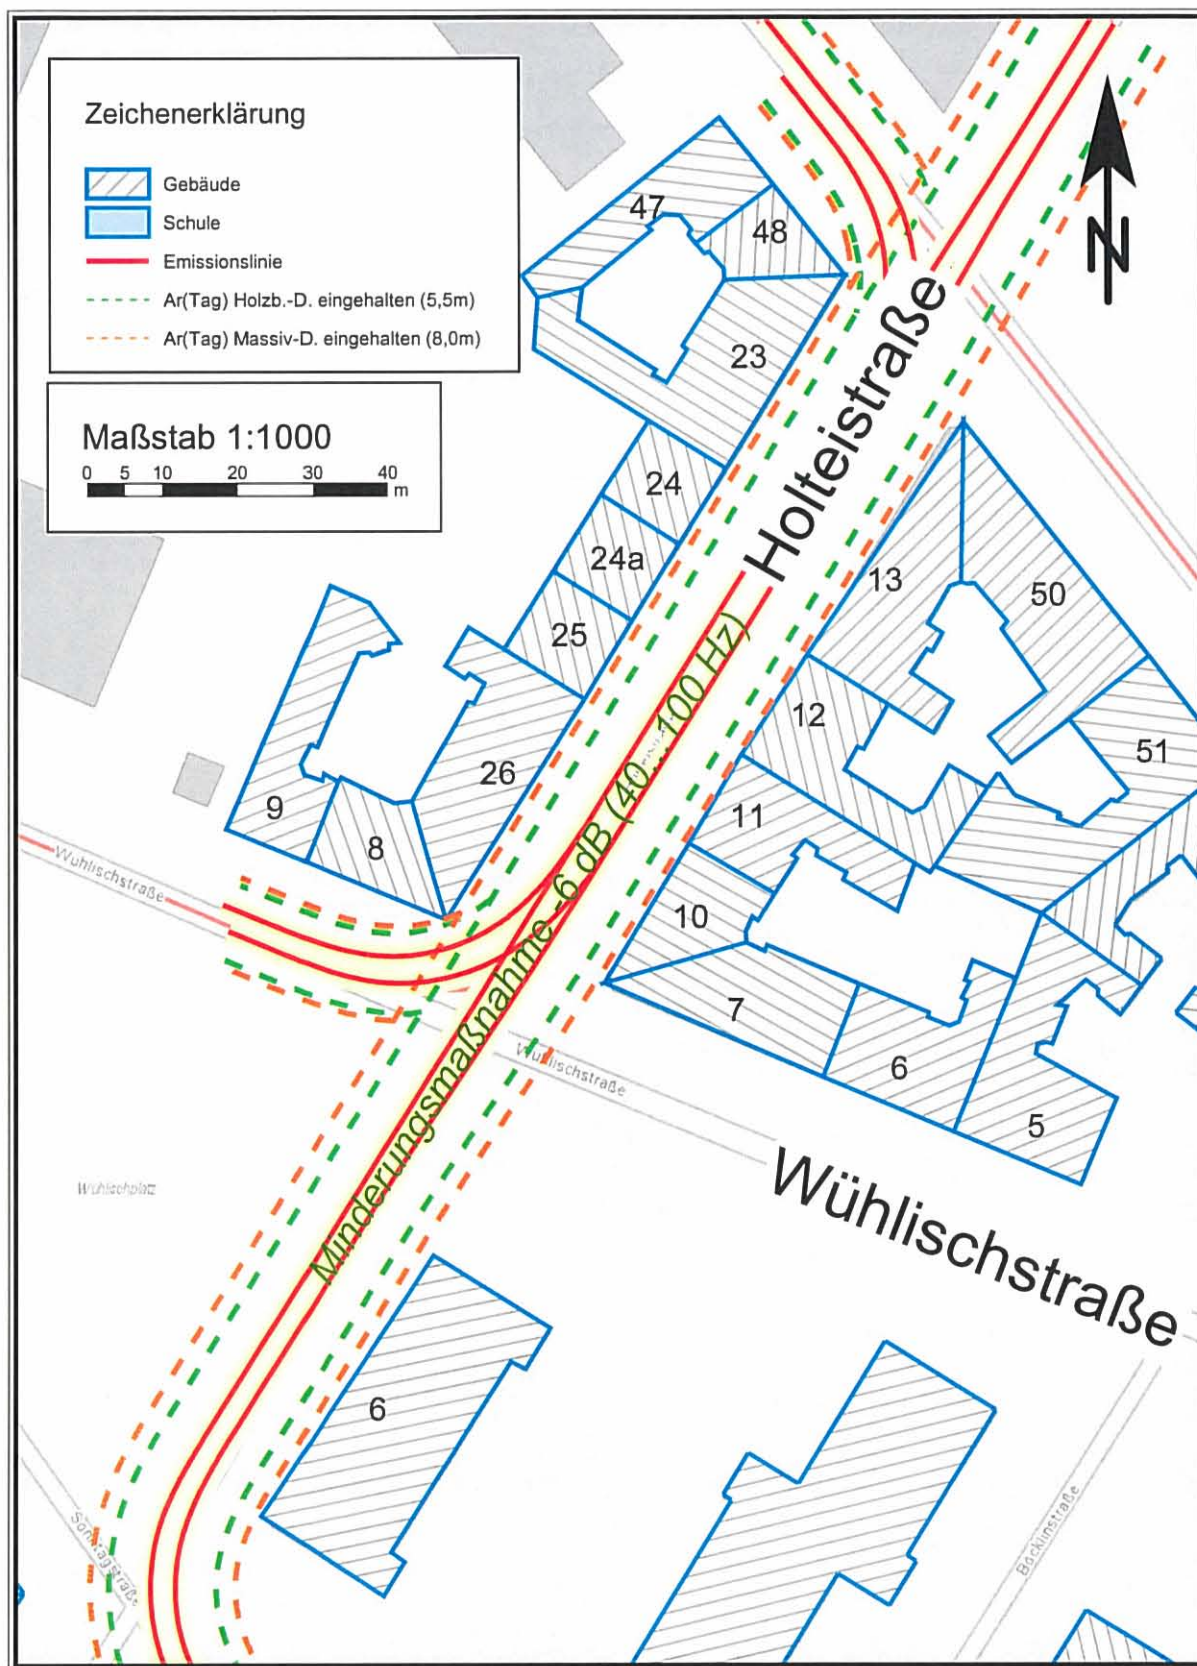 Zeichenerklärung
Gebäude
Schule
Emissionslinie
Ar(Tag) Holzb.-D. eingehalten (5,5m)
Ar(Tag) Massiv-D. eingehalten (8,0m)
Maßstab 1:1000
0 5 10 20 30 40
m
N
47
48
23
24
24a
25
26
9
8
Holteistraße
13
50
12
51
11
10
7
6
5
Minderungsmaßnahme -6 dB (40...100 Hz)
Wühlischstraße
Wühlischstraße
Wühlischstraße
Wühlischplatz
6
Sonntagstraße
Böcklinstraße